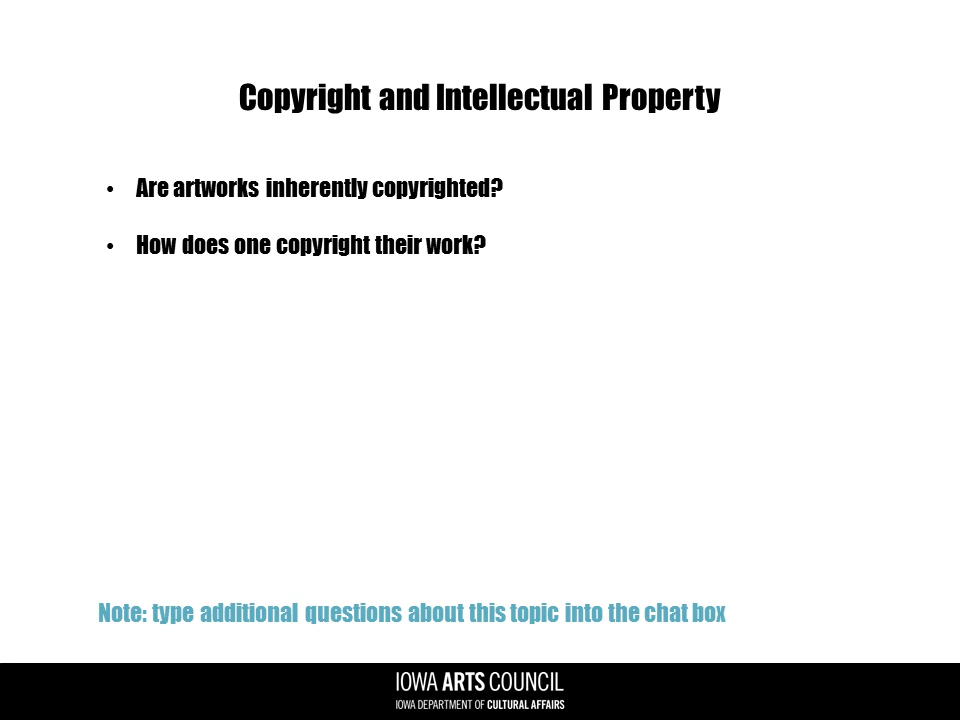 Copyright and Intellectual Property
• Are artworks inherently copyrighted?
• How does one copyright their work?
Note: type additional questions about this topic into the chat box
IOWA ARTS COUNCIL
IOWA DEPARTMENT OF CULTURAL AFFAIRS